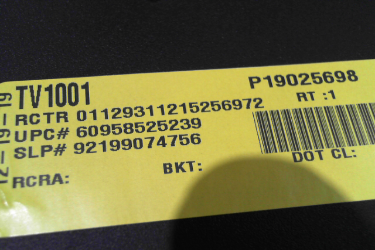 12-19-19
TV1001
P19025698
RCTR 01129311215256972
RT :1
UPC# 60958525239
SLP# 92199074756
BKT:
DOT CL:
RCRA: